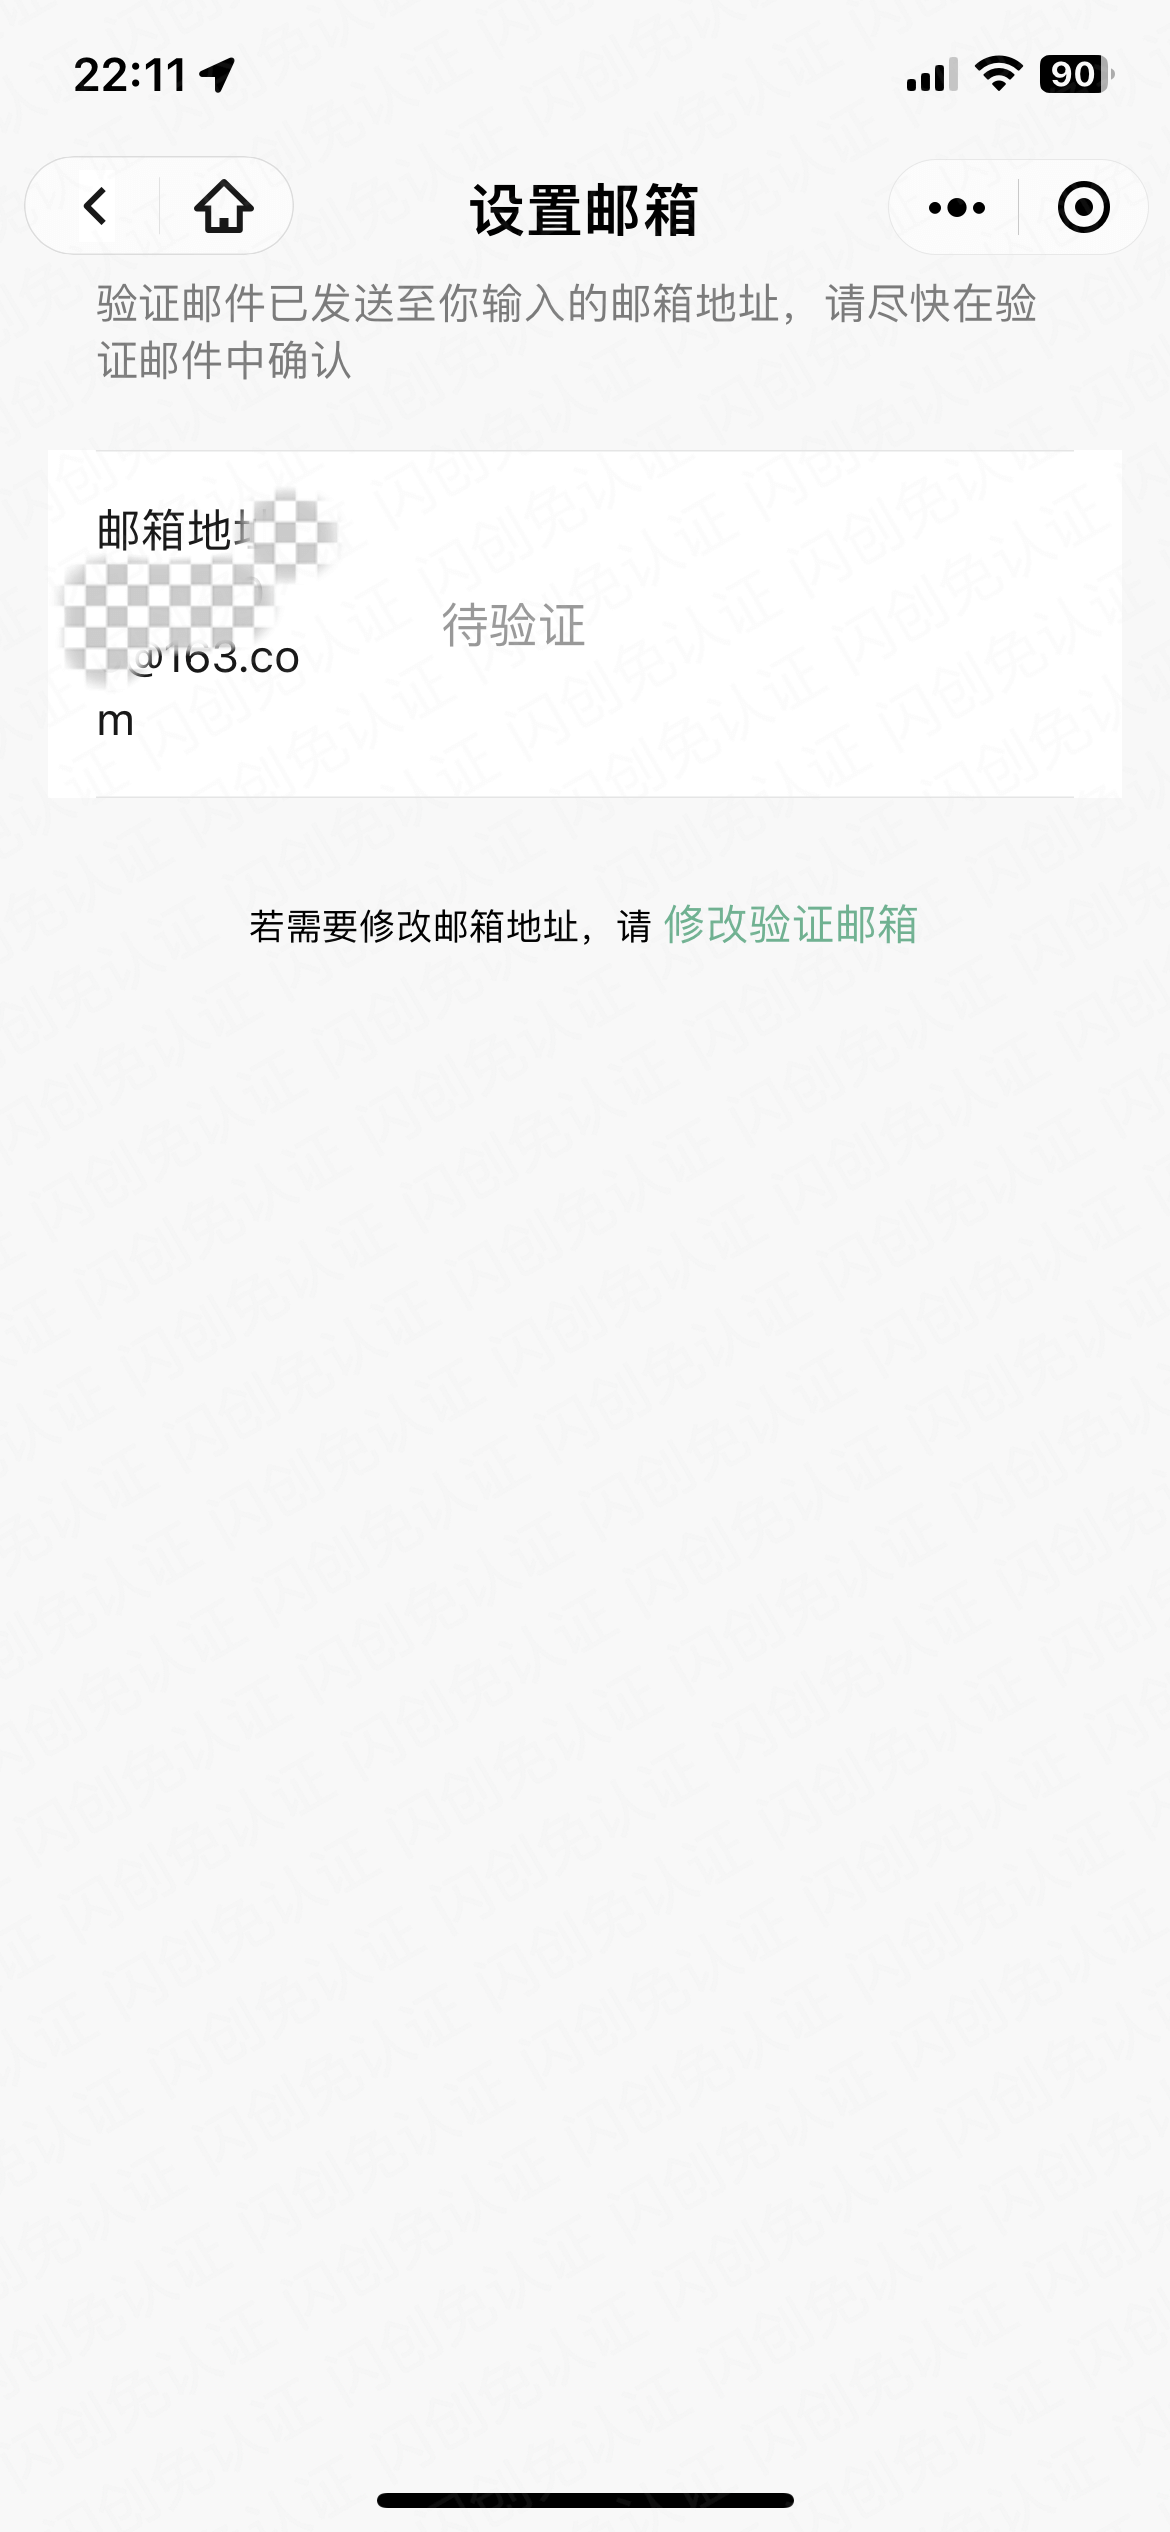 22:11
90
设置邮箱
验证邮件已发送至你输入的邮箱地址，请尽快在验
证邮件中确认
邮箱地
@163.co
m
待验证
若需要修改邮箱地址，请 修改验证邮箱
闪创免认证